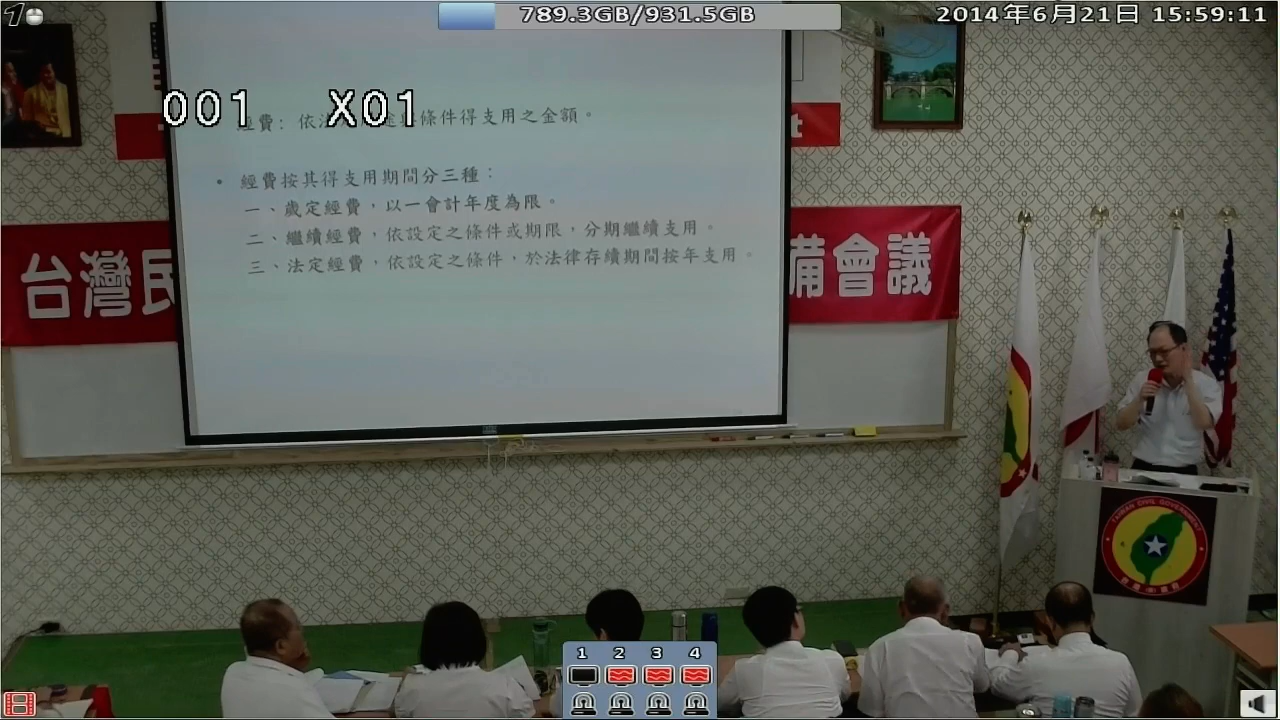 789.3GB/931.5GB
2014年6月21日 15:59:11
001 X01
經費：依法 條件得支用之金額。
• 經費按其得支用期間分三種：
一、歲定經費，以一會計年度為限。
二、繼續經費，依設定之條件或期限，分期繼續支用。
三、法定經費，依設定之條件，於法律存續期間按年支用。
t
台灣民
備會議
TAIWAN CIVIL GOVERNMENT
1 2 3 4